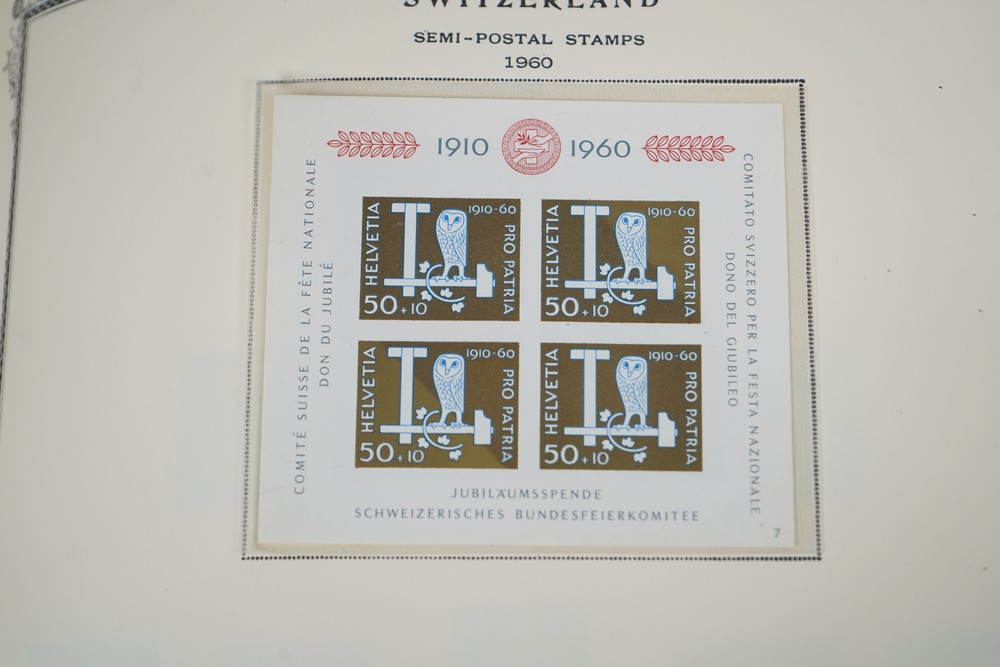 SWITZERLAND
SEMI-POSTAL STAMPS
1960
1910 1960
COMITÉ SUISSE DE LA FÊTE NATIONALE
DON DU JUBILÉ
HELVETIA
1910-60
PRO PATRIA
50+10
HELVETIA
1910-60
PRO PATRIA
50+10
HELVETIA
1910-60
PRO PATRIA
50+10
HELVETIA
1910-60
PRO PATRIA
50+10
COMITATO SVIZZERO PER LA FESTA NAZIONALE
DONO DEL GIUBILEO
JUBILÄUMSSPENDE
SCHWEIZERISCHES BUNDESFEIERKOMITEE
7